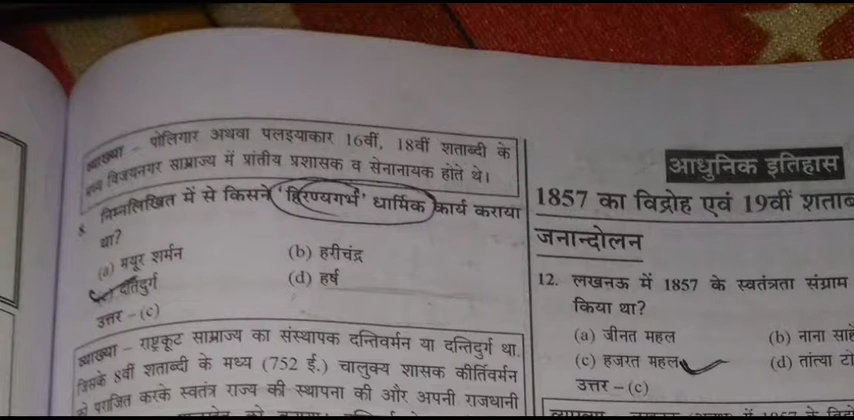 व्याख्या - पोलिगार अथवा पलइयाकार 16वीं, 18वीं शताब्दी के
विजयनगर साम्राज्य में प्रांतीय प्रशासक व सेनानायक होते थे।
8. निम्नलिखित में से किसने 'हिरण्यगर्भ' धार्मिक कार्य कराया
था?
(a) मयूर शर्मन
(b) हरीचंद्र
दंतिदुर्ग
(d) हर्ष
उत्तर – (c)
व्याख्या – राष्ट्रकूट साम्राज्य का संस्थापक दन्तिवर्मन या दन्तिदुर्ग था.
जिसके 8वीं शताब्दी के मध्य (752 ई.) चालुक्य शासक कीर्तिवर्मन
को पराजित करके स्वतंत्र राज्य की स्थापना की और अपनी राजधानी
आधुनिक इतिहास
1857 का विद्रोह एवं 19वीं
जनान्दोलन
12. लखनऊ में 1857 के स्वतंत्रता संग्राम
किया था?
(a) जीनत महल
(b) नाना
(c) हजरत महल
(d) तांत्या
उत्तर – (c)